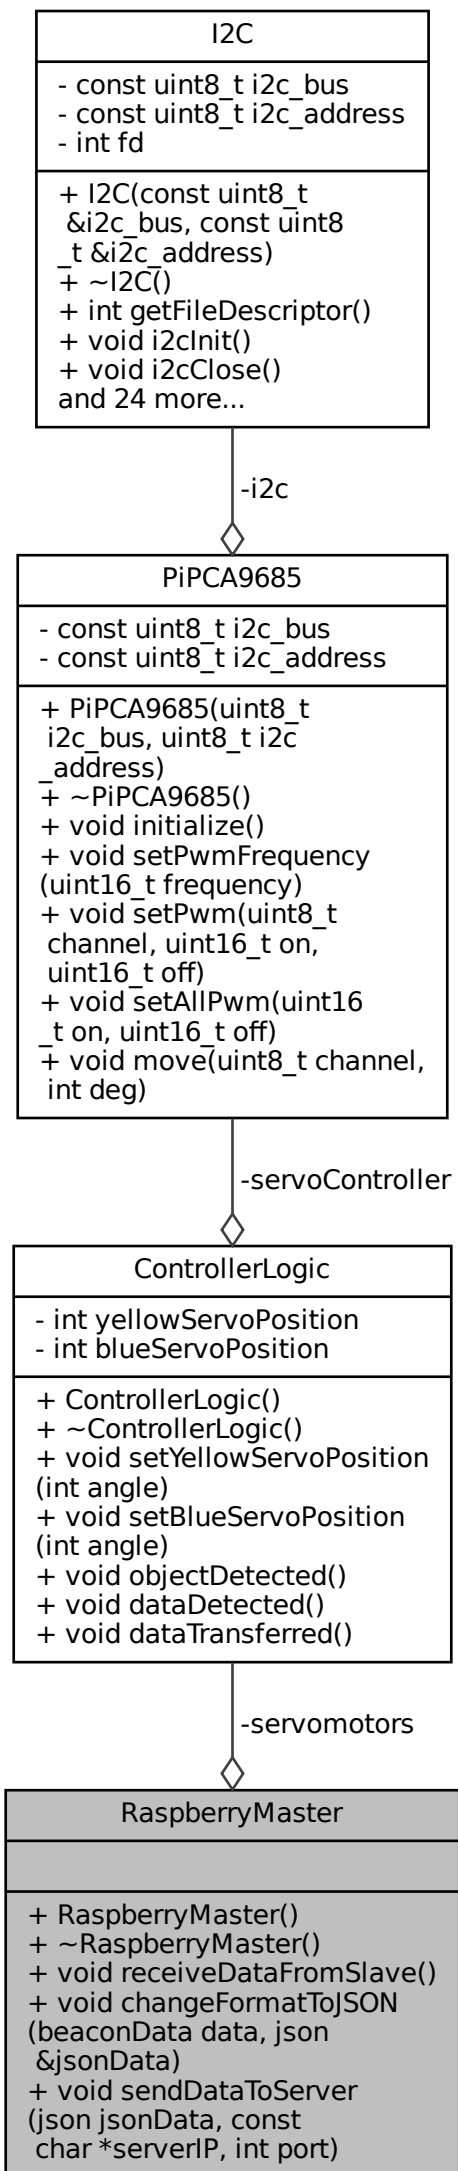 I2C
- const uint8_t i2c_bus
- const uint8_t i2c_address
- int fd
+ I2C(const uint8_t
&i2c_bus, const uint8
_t &i2c_address)
+ ~I2C()
+ int getFileDescriptor()
+ void i2cInit()
+ void i2cClose()
and 24 more...
-i2c
PiPCA9685
- const uint8_t i2c_bus
- const uint8_t i2c_address
+ PiPCA9685(uint8_t
i2c_bus, uint8_t i2c
_address)
+ ~PiPCA9685()
+ void initialize()
+ void setPwmFrequency
(uint16_t frequency)
+ void setPwm(uint8_t
channel, uint16_t on,
uint16_t off)
+ void setAllPwm(uint16
_t on, uint16_t off)
+ void move(uint8_t channel,
int deg)
-servoController
ControllerLogic
- int yellowServoPosition
- int blueServoPosition
+ ControllerLogic()
+ ~ControllerLogic()
+ void setYellowServoPosition
(int angle)
+ void setBlueServoPosition
(int angle)
+ void objectDetected()
+ void dataDetected()
+ void dataTransferred()
-servomotors
RaspberryMaster
+ RaspberryMaster()
+ ~RaspberryMaster()
+ void receiveDataFromSlave()
+ void changeFormatToJSON
(beaconData data, json
&jsonData)
+ void sendDataToServer
(json jsonData, const
char *serverIP, int port)